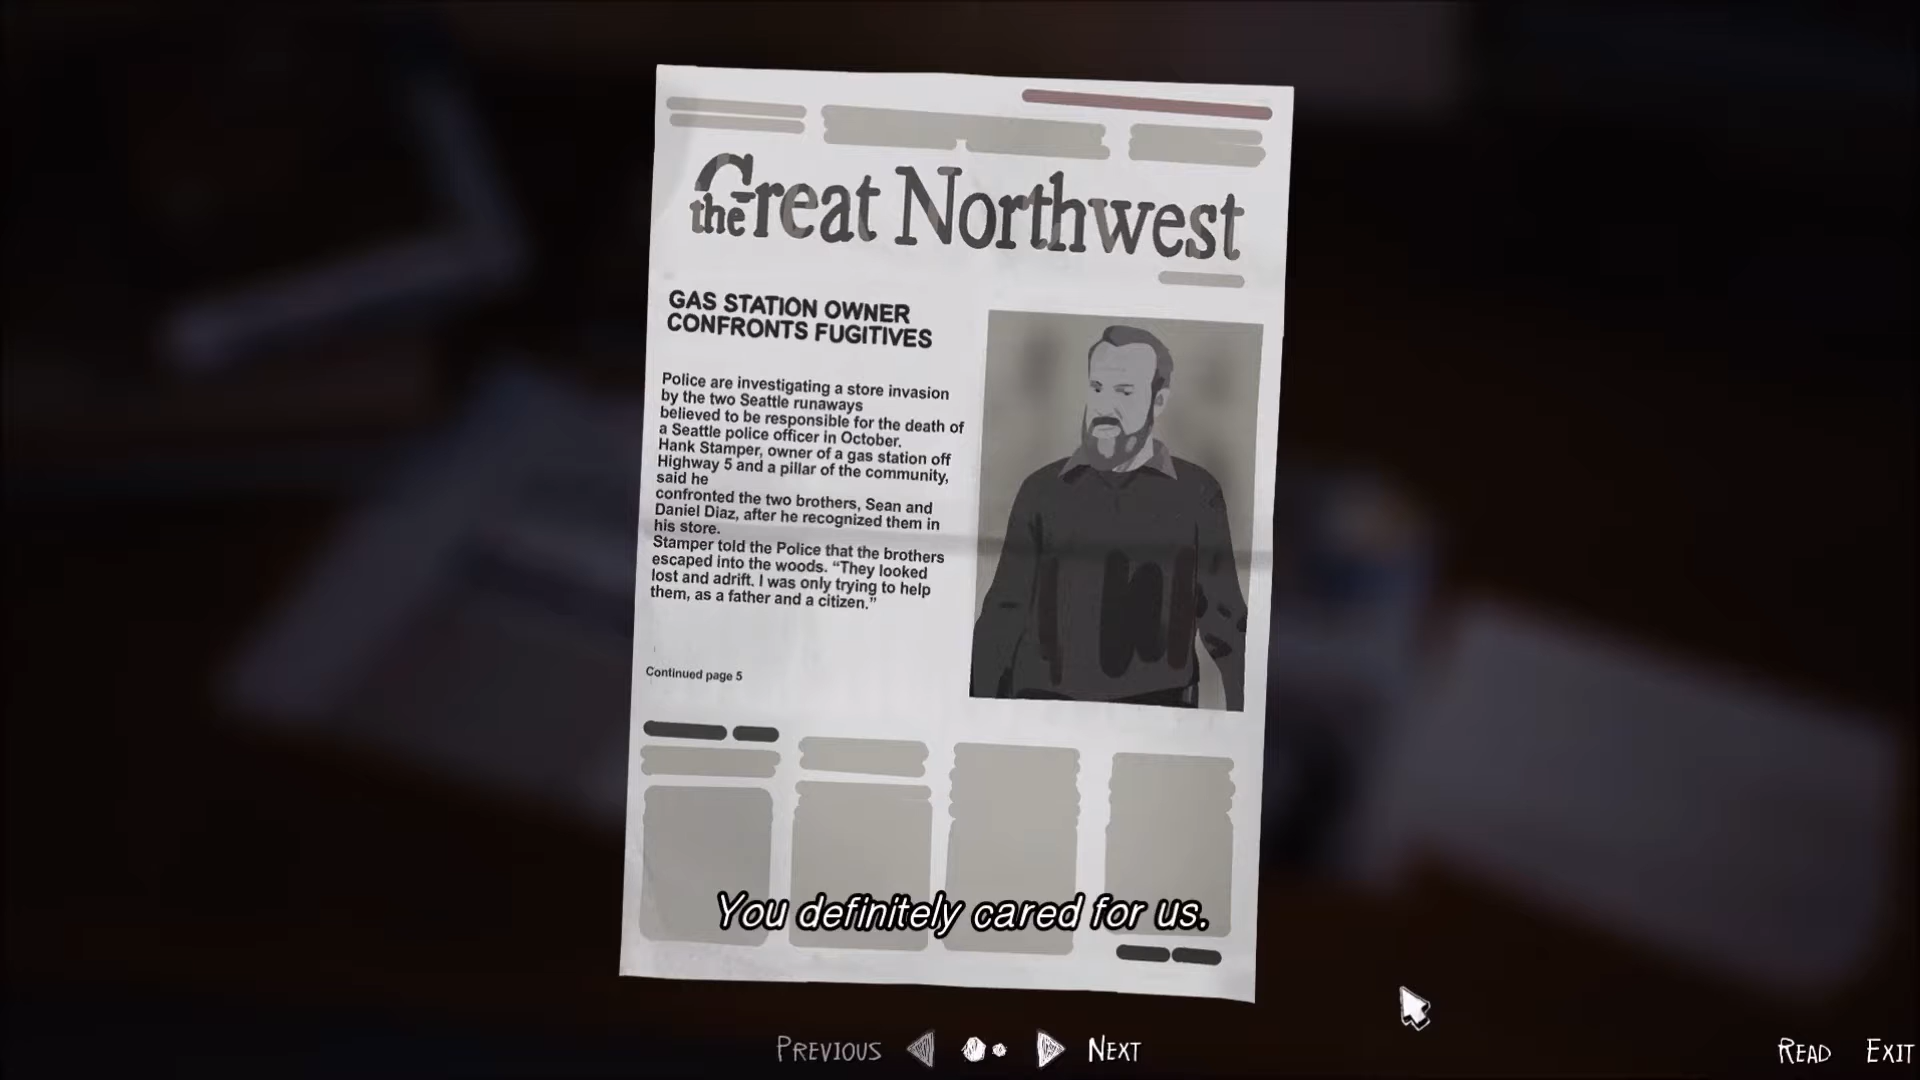 the Great Northwest
GAS STATION OWNER
CONFRONTS FUGITIVES
Police are investigating a store invasion
by the two Seattle runaways
believed to be responsible for the death of
a Seattle police officer in October.
Hank Stamper, owner of a gas station off
Highway 5 and a pillar of the community,
said he
confronted the two brothers, Sean and
Daniel Diaz, after he recognized them in
his store.
Stamper told the Police that the brothers
escaped into the woods. “They looked
lost and adrift. I was only trying to help
them, as a father and a citizen.”
Continued page 5
You definitely cared for us.
PREVIOUS NEXT
READ EXIT